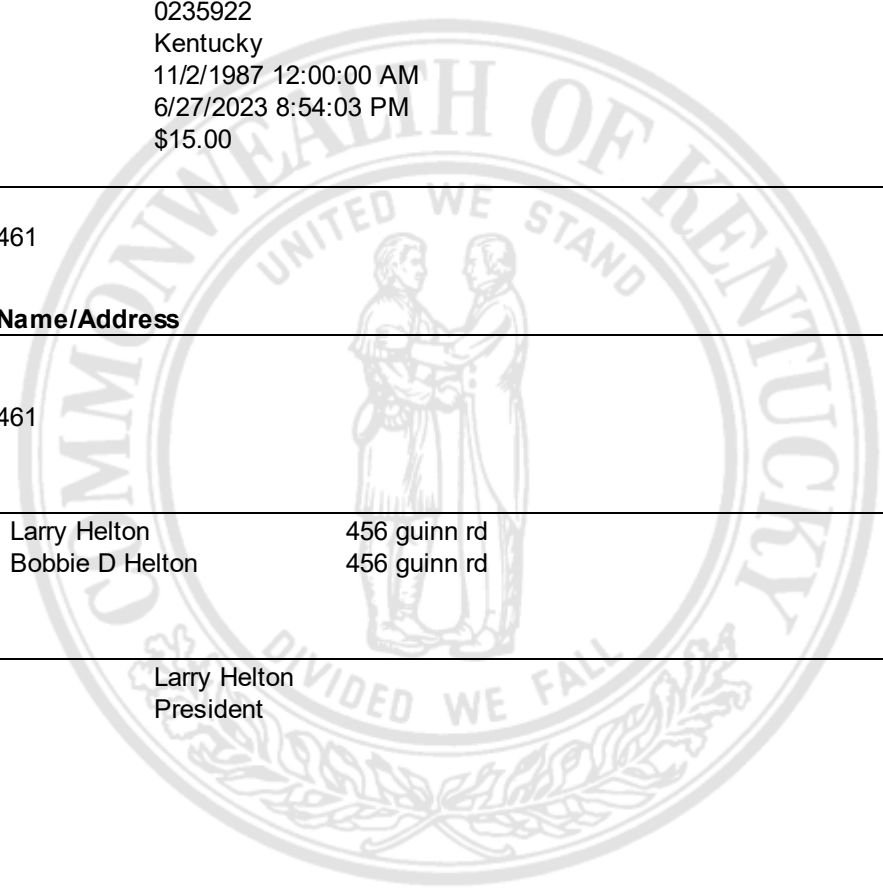 0235922
Kentucky
11/2/1987 12:00:00 AM
6/27/2023 8:54:03 PM
$15.00
461
Name/Address
461
Larry Helton 456 guinn rd
Bobbie D Helton 456 guinn rd
Larry Helton
President
COMMONWEALTH OF KENTUCKY
UNITED WE STAND
DIVIDED WE FALL